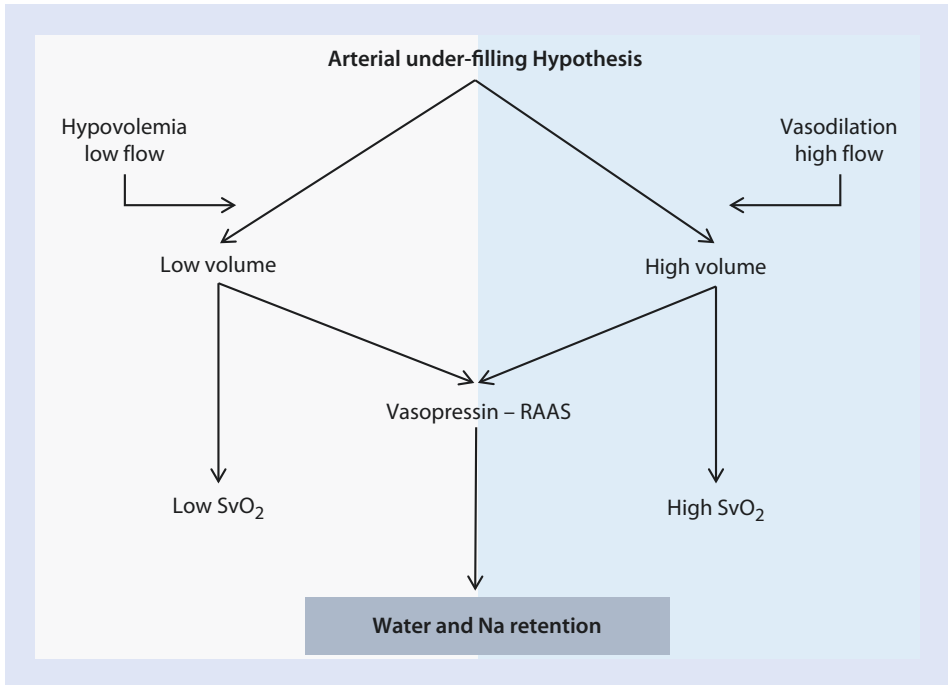 Arterial under-filling Hypothesis
Hypovolemia
low flow
Vasodilation
high flow
Low volume
High volume
Vasopressin – RAAS
Low SvO2
High SvO2
Water and Na retention